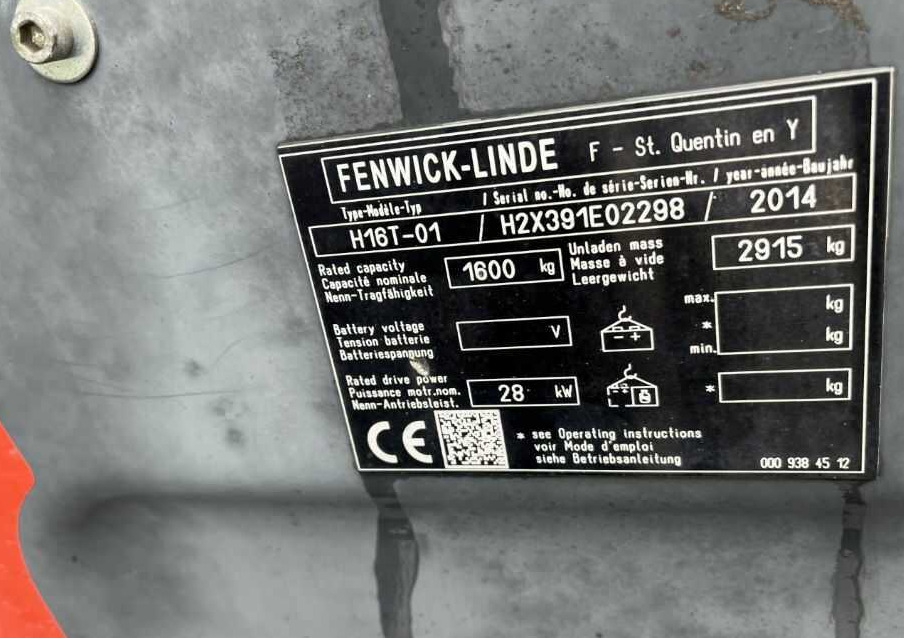 FENWICK-LINDE F - St. Quentin en Y
Type-Modèle-Typ / Serial no.-No. de série-Serien-Nr. / year-année-Baujahr
H16T-01 / H2X391E02298 / 2014
Rated capacity
Capacité nominale
Nenn-Tragfähigkeit
1600 kg
Unladen mass
Masse à vide
Leergewicht
2915 kg
Battery voltage
Tension batterie
Batteriespannung
V
- +
max. kg
*
min. kg
Rated drive power
Puissance motr.nom.
Nenn-Antriebsleist.
28 kW
* kg
CE
* see Operating instructions
voir Mode d'emploi
siehe Betriebsanleitung
000 938 45 12